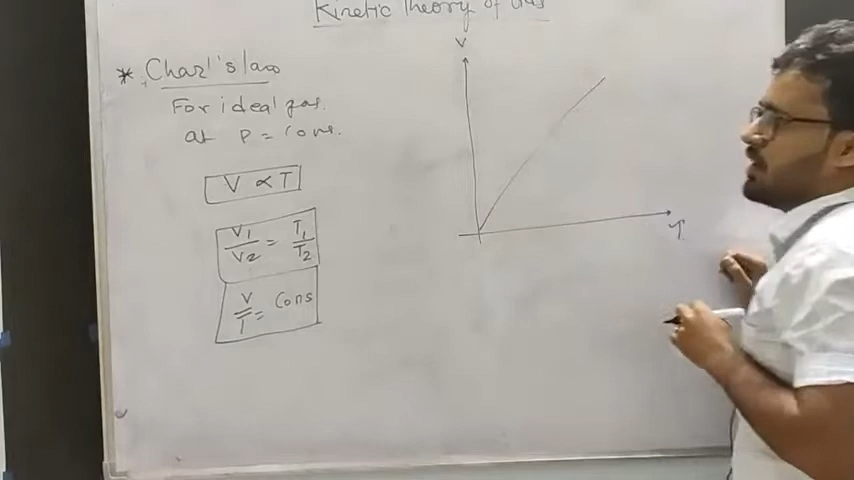 Kinetic Theory of Gas
* Charl's law
For ideal gas.
at P = cons.
V ∝ T
V1/V2 = T1/T2
V/T = Cons
V
T